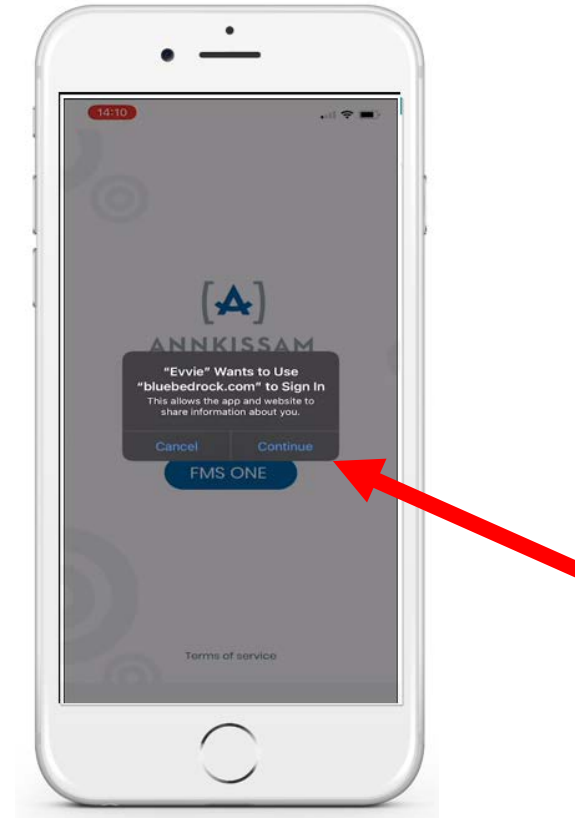 14:10
[A]
ANNKISSAM
"Evvie" Wants to Use
"bluebedrock.com" to Sign In
This allows the app and website to
share information about you.
Cancel Continue
FMS ONE
Terms of service